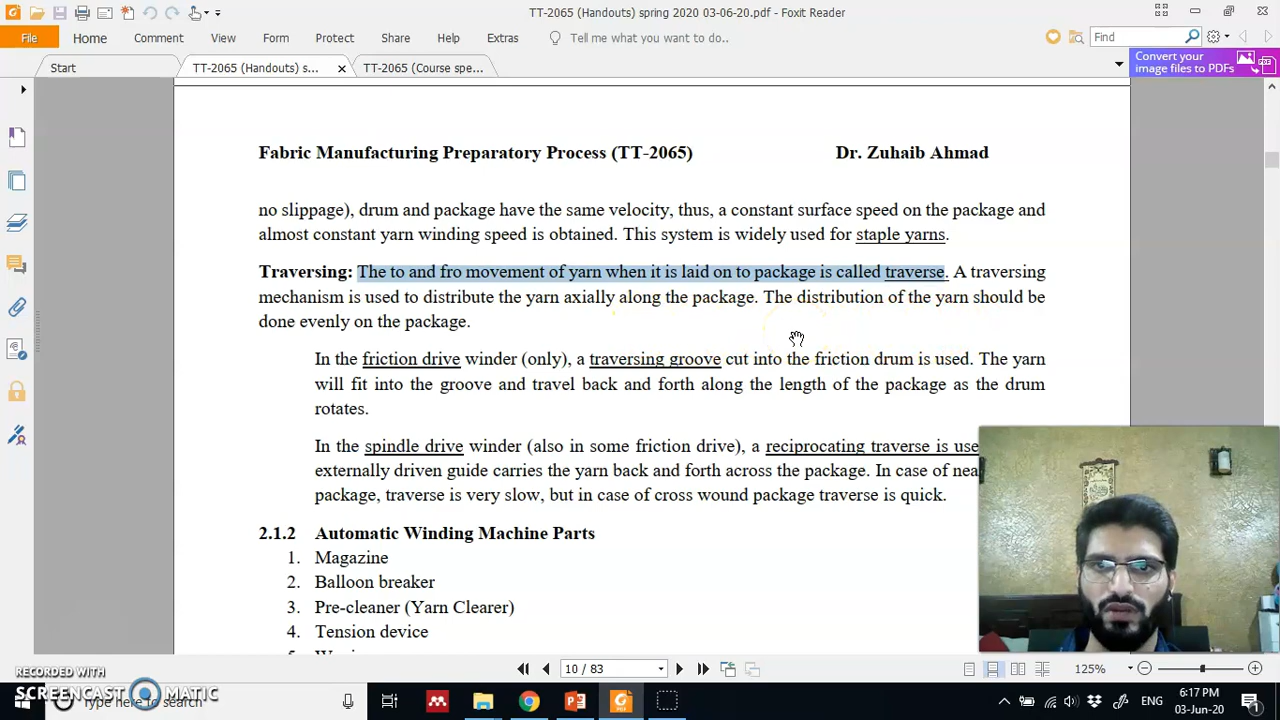 TT-2065 (Handouts) spring 2020 03-06-20.pdf - Foxit Reader
File Home Comment View Form Protect Share Help Extras Tell me what you want to do.. Find
Start TT-2065 (Handouts) s... TT-2065 (Course spe...
Convert your
image files to PDFs
Fabric Manufacturing Preparatory Process (TT-2065) Dr. Zuhaib Ahmad
no slippage), drum and package have the same velocity, thus, a constant surface speed on the package and
almost constant yarn winding speed is obtained. This system is widely used for staple yarns.
Traversing: The to and fro movement of yarn when it is laid on to package is called traverse. A traversing
mechanism is used to distribute the yarn axially along the package. The distribution of the yarn should be
done evenly on the package.
In the friction drive winder (only), a traversing groove cut into the friction drum is used. The yarn
will fit into the groove and travel back and forth along the length of the package as the drum
rotates.
In the spindle drive winder (also in some friction drive), a reciprocating traverse is use
externally driven guide carries the yarn back and forth across the package. In case of nea
package, traverse is very slow, but in case of cross wound package traverse is quick.
2.1.2 Automatic Winding Machine Parts
1. Magazine
2. Balloon breaker
3. Pre-cleaner (Yarn Clearer)
4. Tension device
10 / 83
125%
RECORDED WITH
SCREENCAST MATIC
Type here to search
ENG
6:17 PM
03-Jun-20